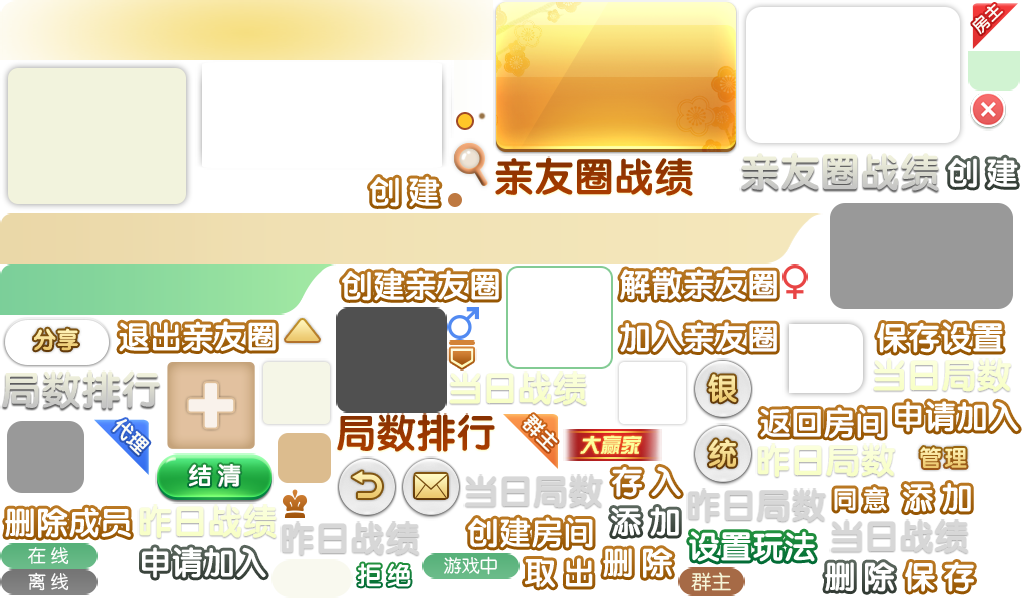 房主
亲友圈战绩
亲友圈战绩
创建
创建
创建亲友圈
解散亲友圈
分享
退出亲友圈
加入亲友圈
保存设置
局数排行
当日战绩
银
当日局数
返回房间
申请加入
代理
局数排行
群主
大赢家
统
昨日局数
管理
结清
当日局数
存入
昨日局数
同意
添加
删除成员
昨日战绩
昨日战绩
创建房间
添加
设置玩法
当日战绩
在线
申请加入
拒绝
游戏中
取出
删除
离线
群主
删除
保存